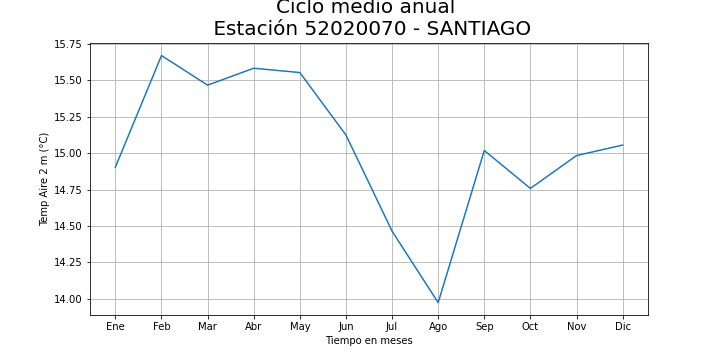 Ciclo medio anual
Estación 52020070 - SANTIAGO
15.75
15.50
15.25
15.00
14.75
14.50
14.25
14.00
Temp Aire 2 m (°C)
Ene Feb Mar Abr May Jun Jul Ago Sep Oct Nov Dic
Tiempo en meses